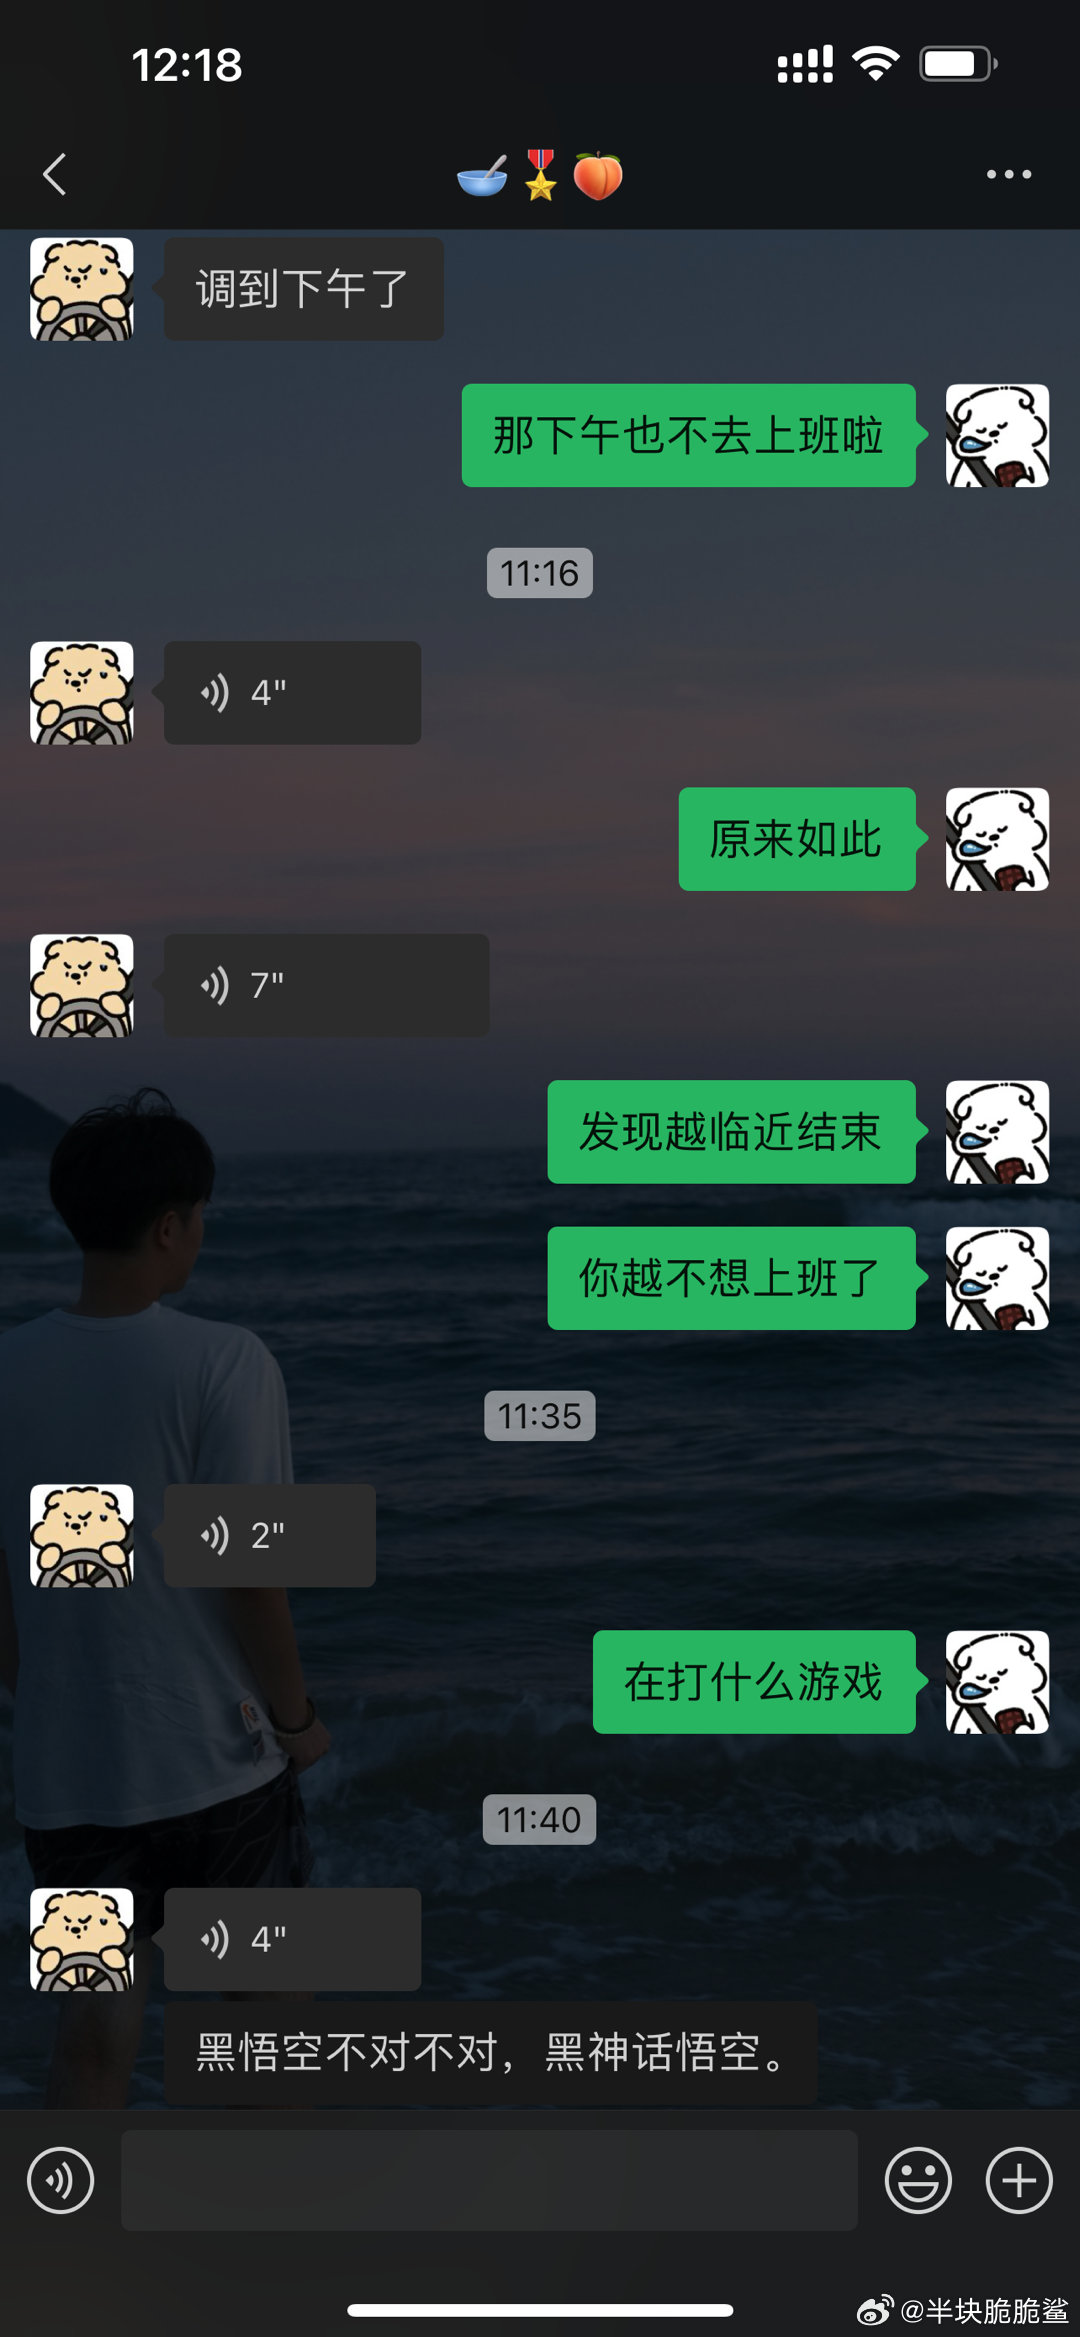 12:18
🥣🎖️🍑
调到下午了
那下午也不去上班啦
11:16
4"
原来如此
7"
发现越临近结束
你越不想上班了
11:35
2"
在打什么游戏
11:40
4"
黑悟空不对不对，黑神话悟空。
@半块脆脆鲨